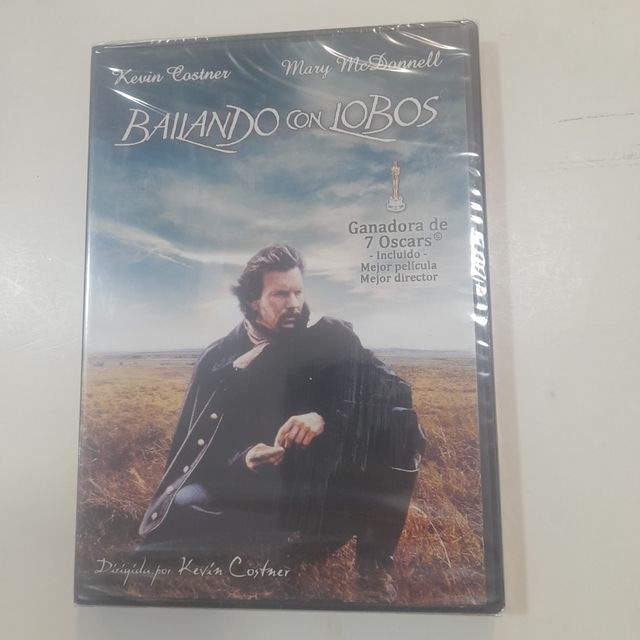 Kevin Costner Mary McDonnell
BAILANDO CON LOBOS
Ganadora de
7 Oscars©
- Incluido -
Mejor película
Mejor director
Dirigida por Kevin Costner